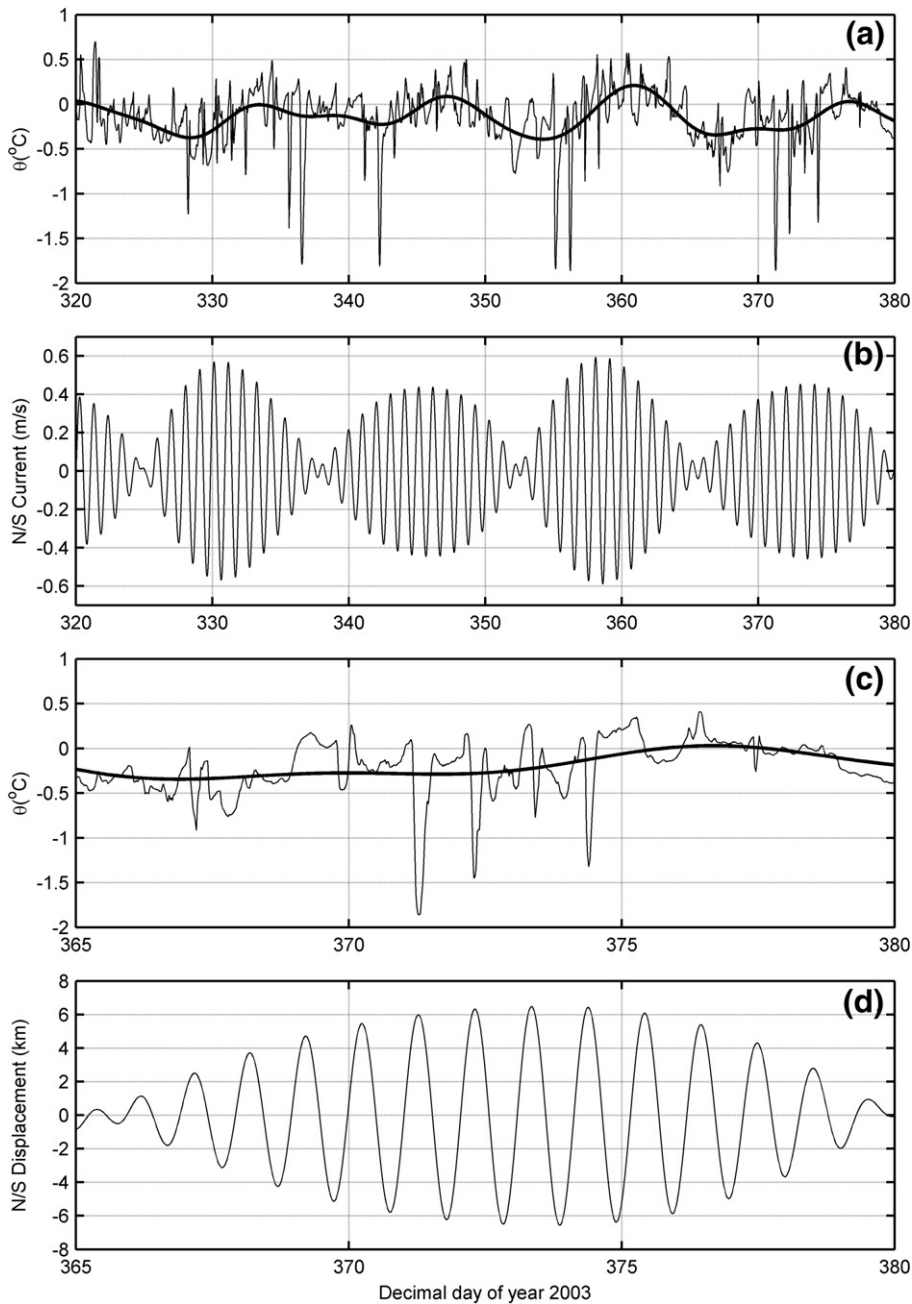 (a)
1
0.5
0
-0.5
-1
-1.5
-2
θ(°C)
320 330 340 350 360 370 380
(b)
0.6
0.4
0.2
0
-0.2
-0.4
-0.6
N/S Current (m/s)
320 330 340 350 360 370 380
(c)
1
0.5
0
-0.5
-1
-1.5
-2
θ(°C)
365 370 375 380
(d)
8
6
4
2
0
-2
-4
-6
-8
N/S Displacement (km)
365 370 375 380
Decimal day of year 2003